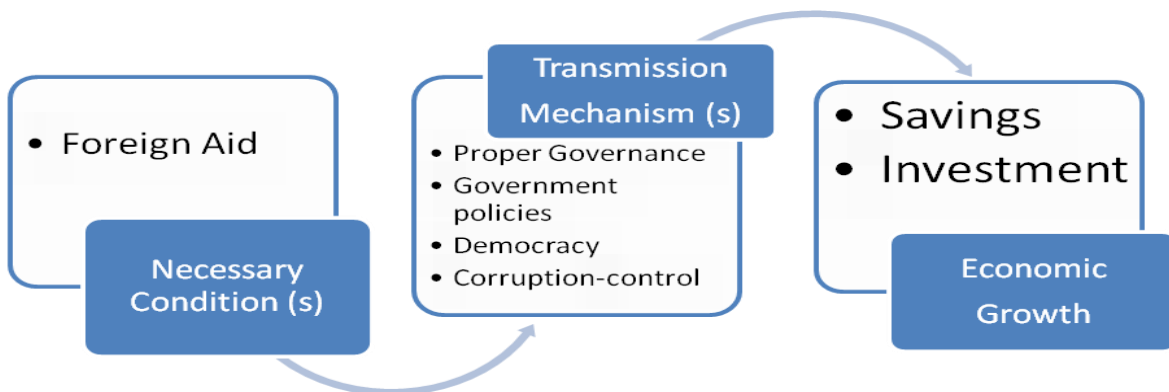 • Foreign Aid
Necessary
Condition (s)
Transmission
Mechanism (s)
• Proper Governance
• Government
policies
• Democracy
• Corruption-control
• Savings
• Investment
Economic
Growth